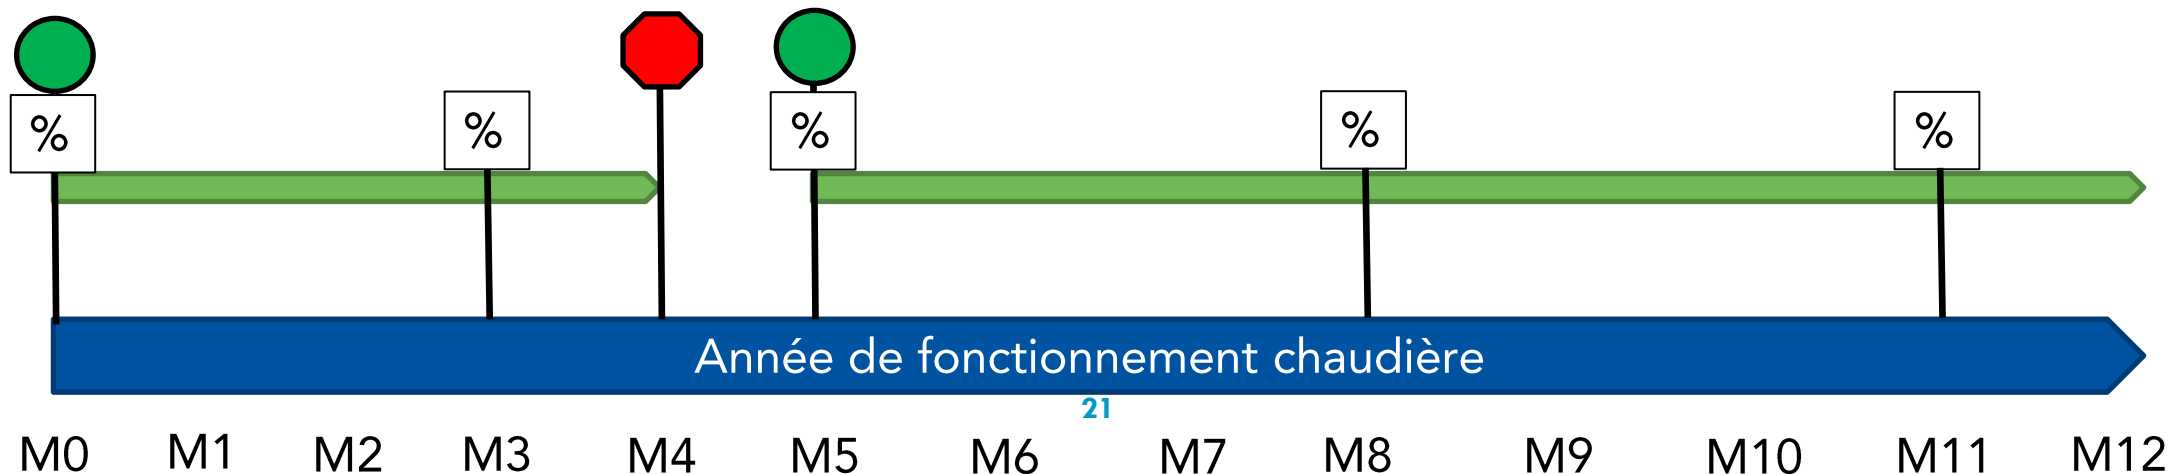 % % % % %
Année de fonctionnement chaudière
21
M0 M1 M2 M3 M4 M5 M6 M7 M8 M9 M10 M11 M12